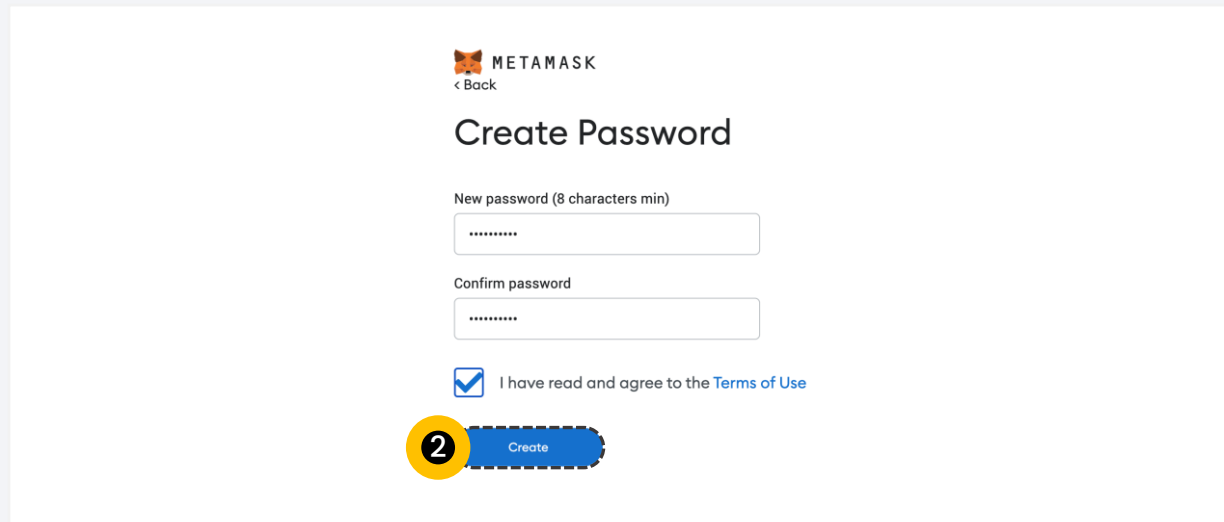 METAMASK
< Back
Create Password
New password (8 characters min)
••••••••••
Confirm password
••••••••••
I have read and agree to the Terms of Use
2 Create